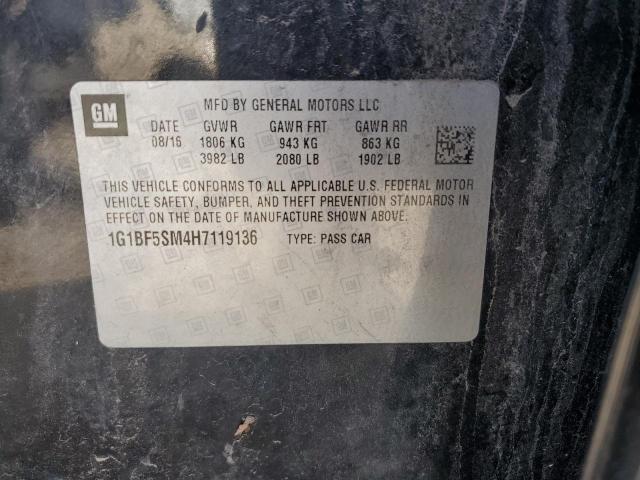 GM
MFD BY GENERAL MOTORS LLC
DATE GVWR GAWR FRT GAWR RR
08/16 1806 KG 943 KG 863 KG
3982 LB 2080 LB 1902 LB
THIS VEHICLE CONFORMS TO ALL APPLICABLE U.S. FEDERAL MOTOR
VEHICLE SAFETY, BUMPER, AND THEFT PREVENTION STANDARDS IN
EFFECT ON THE DATE OF MANUFACTURE SHOWN ABOVE.
1G1BF5SM4H7119136 TYPE: PASS CAR